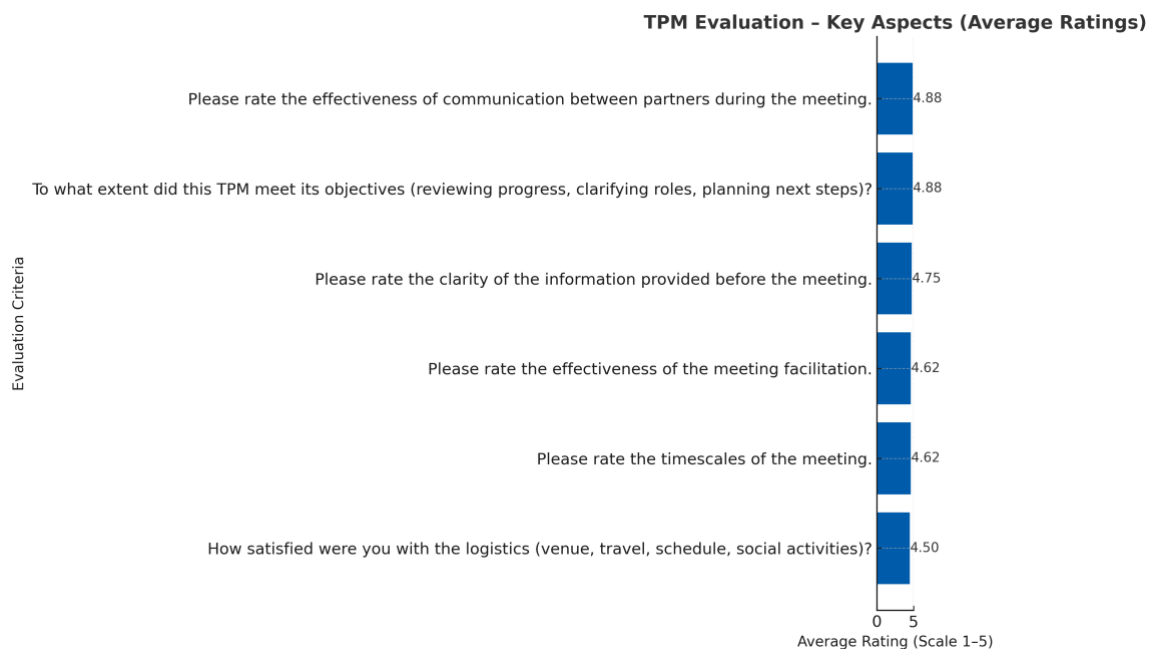 TPM Evaluation – Key Aspects (Average Ratings)
Please rate the effectiveness of communication between partners during the meeting.
4.88
To what extent did this TPM meet its objectives (reviewing progress, clarifying roles, planning next steps)?
4.88
Please rate the clarity of the information provided before the meeting.
4.75
Evaluation Criteria
Please rate the effectiveness of the meeting facilitation.
4.62
Please rate the timescales of the meeting.
4.62
How satisfied were you with the logistics (venue, travel, schedule, social activities)?
4.50
0 5
Average Rating (Scale 1–5)